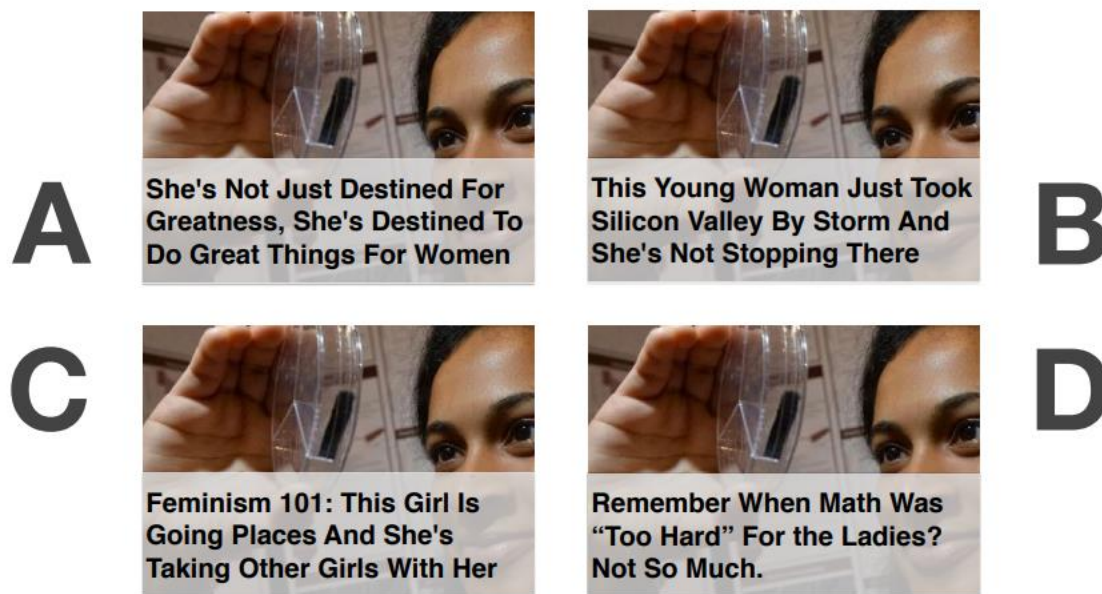 A
She's Not Just Destined For
Greatness, She's Destined To
Do Great Things For Women
This Young Woman Just Took
Silicon Valley By Storm And
She's Not Stopping There
B
C
Feminism 101: This Girl Is
Going Places And She's
Taking Other Girls With Her
Remember When Math Was
“Too Hard” For the Ladies?
Not So Much.
D